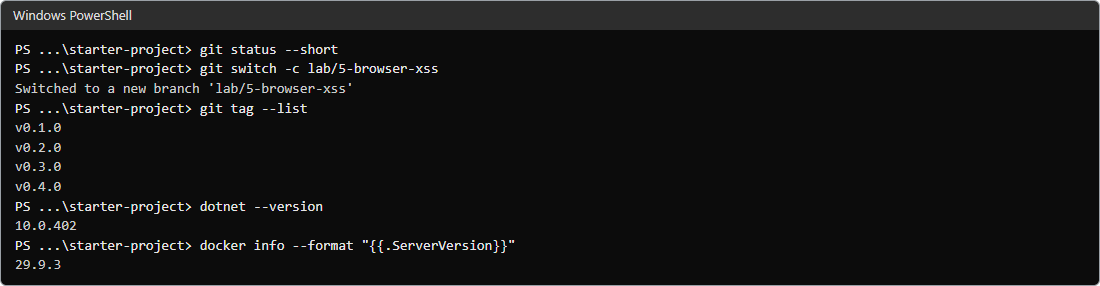 Windows PowerShell
PS ...\starter-project> git status --short
PS ...\starter-project> git switch -c lab/5-browser-xss
Switched to a new branch 'lab/5-browser-xss'
PS ...\starter-project> git tag --list
v0.1.0
v0.2.0
v0.3.0
v0.4.0
PS ...\starter-project> dotnet --version
10.0.402
PS ...\starter-project> docker info --format "{{.ServerVersion}}"
29.9.3